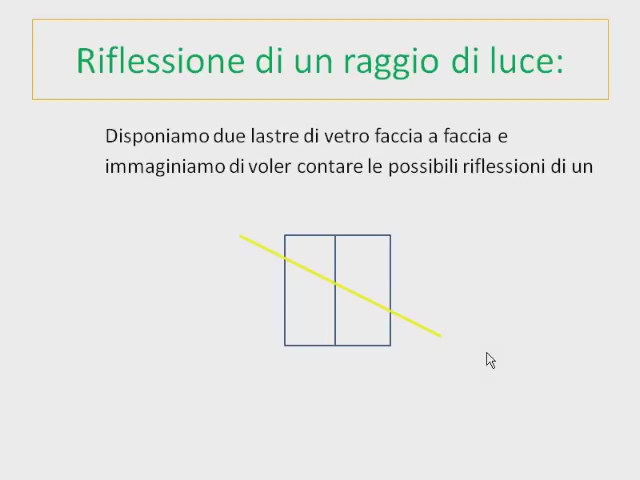 Riflessione di un raggio di luce:
Disponiamo due lastre di vetro faccia a faccia e
immaginiamo di voler contare le possibili riflessioni di un